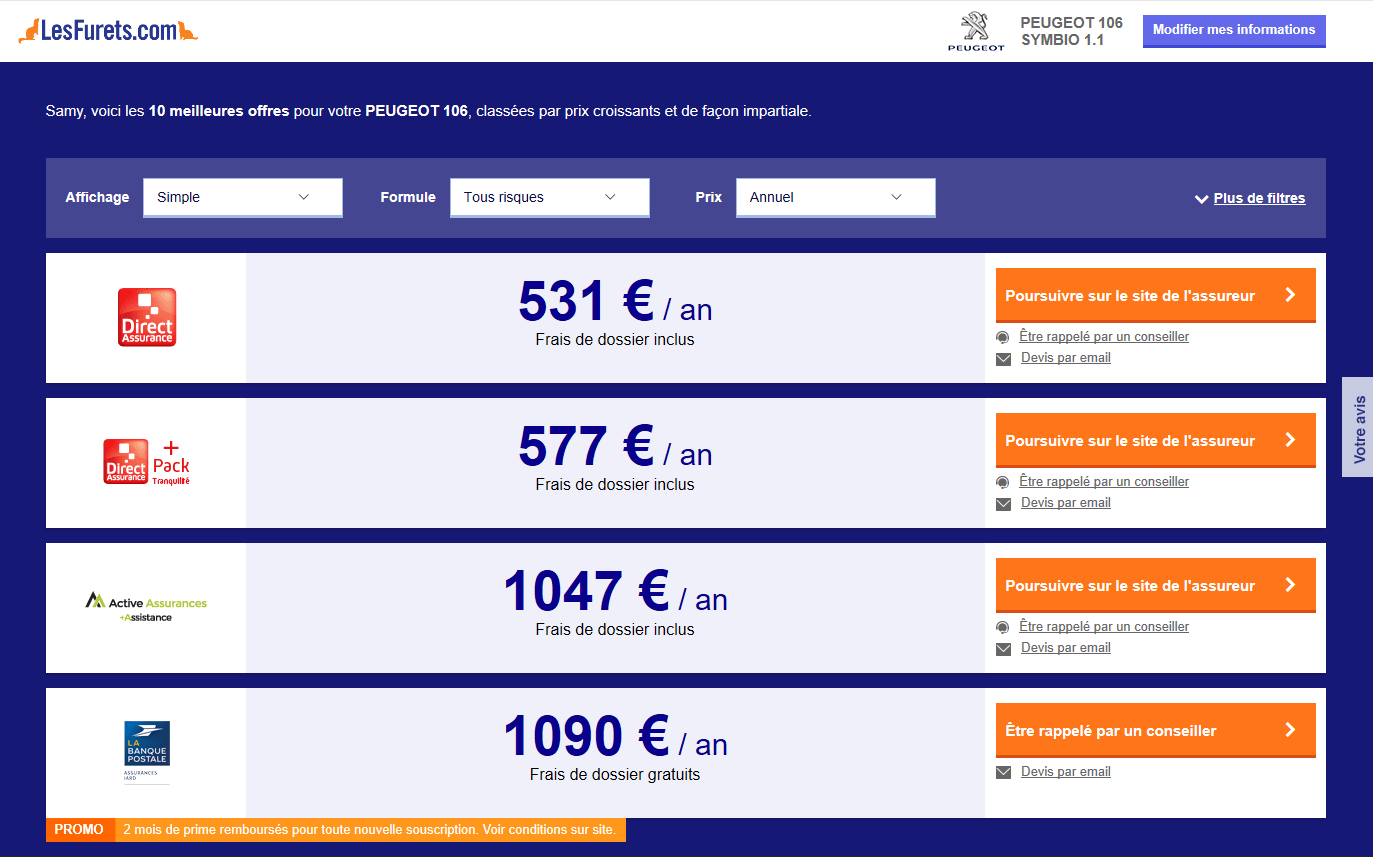 LesFurets.com
PEUGEOT
PEUGEOT 106
SYMBIO 1.1
Modifier mes informations
Samy, voici les 10 meilleures offres pour votre PEUGEOT 106, classées par prix croissants et de façon impartiale.
Affichage Simple Formule Tous risques Prix Annuel Plus de filtres
Direct
Assurance
531 € / an
Frais de dossier inclus
Poursuivre sur le site de l'assureur
Être rappelé par un conseiller
Devis par email
Direct
Assurance
+
Pack
Tranquilité
577 € / an
Frais de dossier inclus
Poursuivre sur le site de l'assureur
Être rappelé par un conseiller
Devis par email
Votre avis
Active Assurances
+Assistance
1047 € / an
Frais de dossier inclus
Poursuivre sur le site de l'assureur
Être rappelé par un conseiller
Devis par email
LA
BANQUE
POSTALE
ASSURANCES
IARD
1090 € / an
Frais de dossier gratuits
Être rappelé par un conseiller
Devis par email
PROMO 2 mois de prime remboursés pour toute nouvelle souscription. Voir conditions sur site.